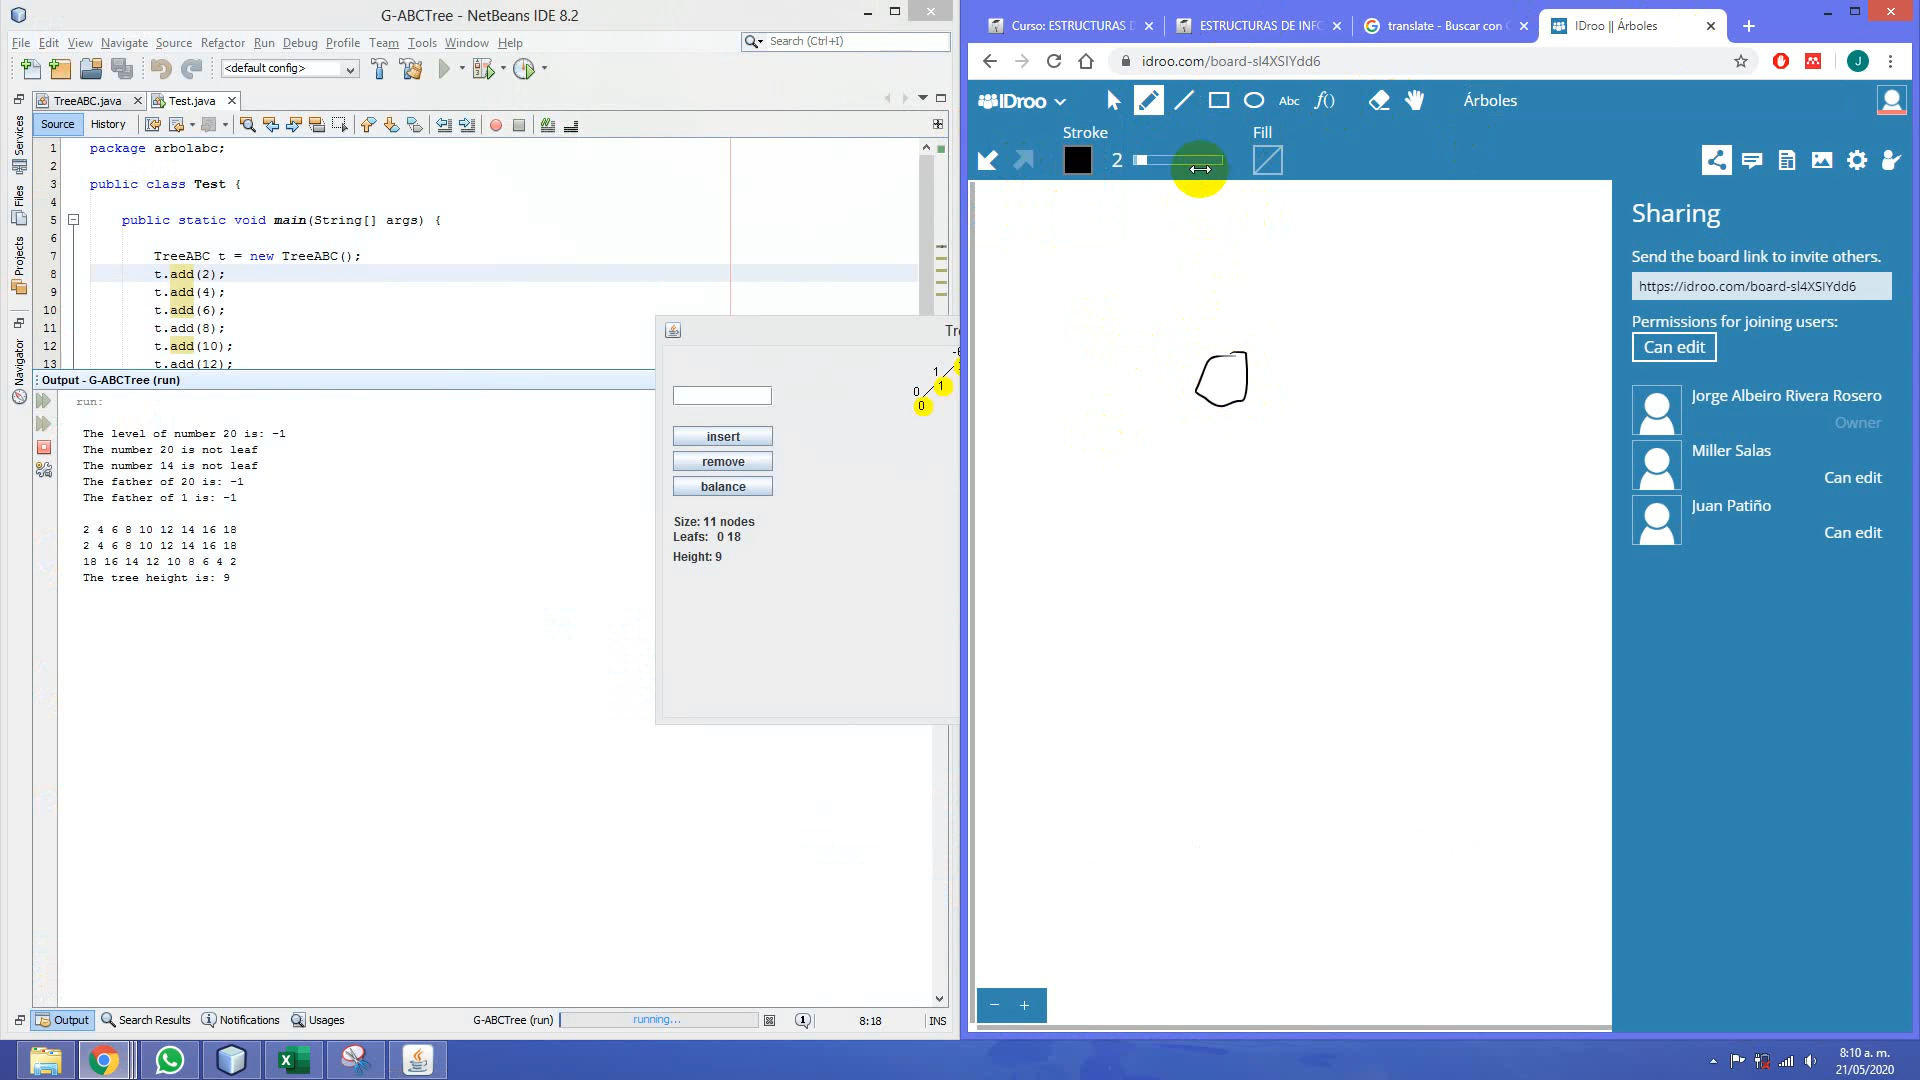 G-ABCTree - NetBeans IDE 8.2
File Edit View Navigate Source Refactor Run Debug Profile Team Tools Window Help
Search (Ctrl+I)
<default config>
TreeABC.java Test.java
Source History
1 package arbolabc;
2
3 public class Test {
4
5 public static void main(String[] args) {
6
7 TreeABC t = new TreeABC();
8 t.add(2);
9 t.add(4);
10 t.add(6);
11 t.add(8);
12 t.add(10);
13 t.add(12);
Services
Files
Projects
Navigator
Output - G-ABCTree (run)
run:
The level of number 20 is: -1
The number 20 is not leaf
The number 14 is not leaf
The father of 20 is: -1
The father of 1 is: -1
2 4 6 8 10 12 14 16 18
2 4 6 8 10 12 14 16 18
18 16 14 12 10 8 6 4 2
The tree height is: 9
1
1
0
0
insert
remove
balance
Size: 11 nodes
Leafs: 0 18
Height: 9
Output Search Results Notifications Usages
G-ABCTree (run) running... 8:18 INS
Curso: ESTRUCTURAS
ESTRUCTURAS DE INF
translate - Buscar con
IDroo || Árboles
idroo.com/board-sl4XSIYdd6
J
IDroo
Abc f() Árboles
Stroke
2
Fill
Sharing
Send the board link to invite others.
https://idroo.com/board-sl4XSIYdd6
Permissions for joining users:
Can edit
Jorge Albeiro Rivera Rosero
Owner
Miller Salas
Can edit
Juan Patiño
Can edit
8:10 a. m.
21/05/2020